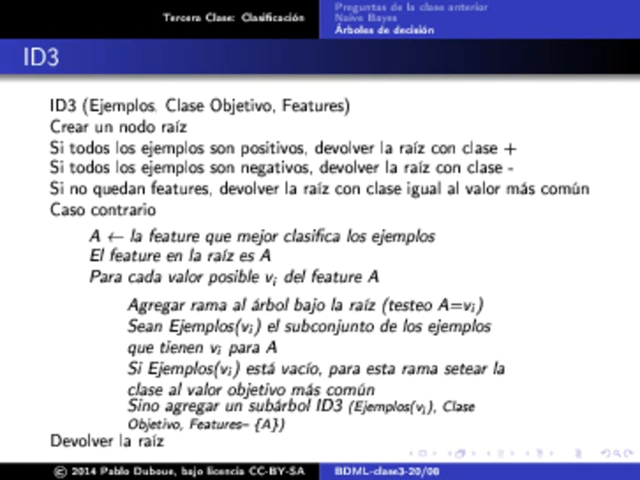 Tercera Clase: Clasificación
Preguntas de la clase anterior
Naive Bayes
Árboles de decisión
ID3
ID3 (Ejemplos, Clase Objetivo, Features)
Crear un nodo raíz
Si todos los ejemplos son positivos, devolver la raíz con clase +
Si todos los ejemplos son negativos, devolver la raíz con clase -
Si no quedan features, devolver la raíz con clase igual al valor más común
Caso contrario
A ← la feature que mejor clasifica los ejemplos
El feature en la raíz es A
Para cada valor posible vᵢ del feature A
Agregar rama al árbol bajo la raíz (testeo A=vᵢ)
Sean Ejemplos(vᵢ) el subconjunto de los ejemplos
que tienen vᵢ para A
Si Ejemplos(vᵢ) está vacío, para esta rama setear la
clase al valor objetivo más común
Sino agregar un subárbol ID3 (Ejemplos(vᵢ), Clase
Objetivo, Features– {A})
Devolver la raíz
© 2014 Pablo Duboue, bajo licencia CC-BY-SA
BDML-clase3-20/08